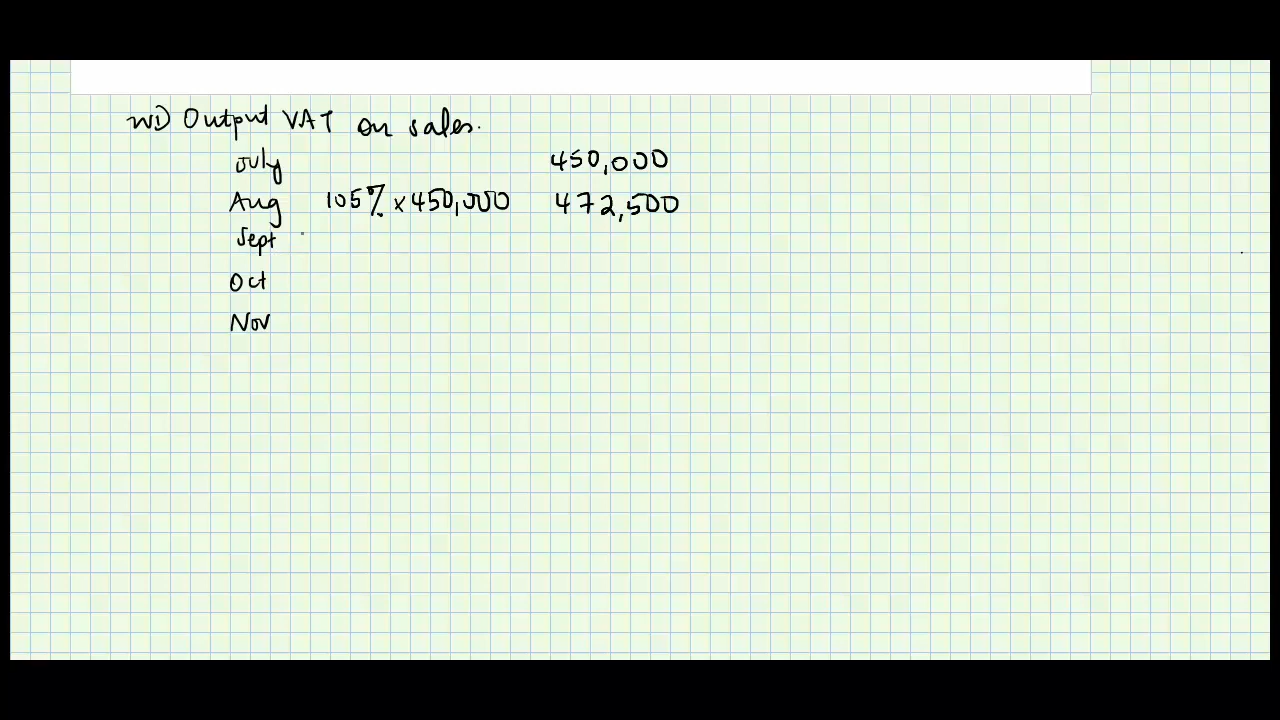 W1) Output VAT on sales.
July 450,000
Aug 105% x 450,000 472,500
Sept
Oct
Nov